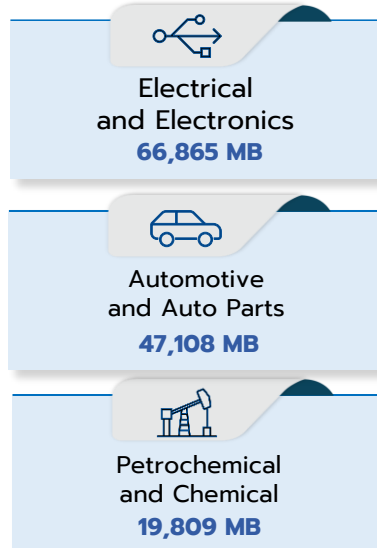 Electrical
and Electronics
66,865 MB
Automotive
and Auto Parts
47,108 MB
Petrochemical
and Chemical
19,809 MB